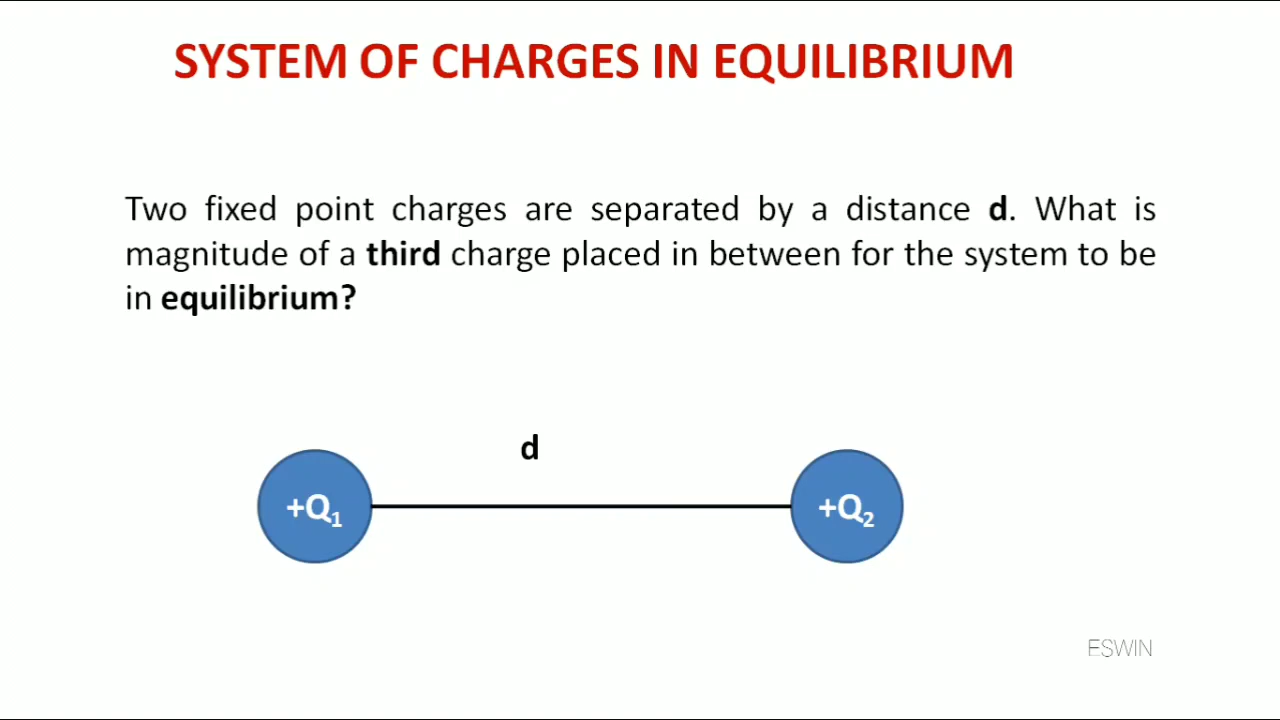 SYSTEM OF CHARGES IN EQUILIBRIUM
Two fixed point charges are separated by a distance d. What is
magnitude of a third charge placed in between for the system to be
in equilibrium?
d
+Q₁
+Q₂
ESWIN